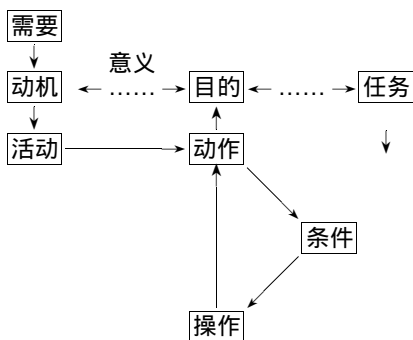 需要
意义
动机 …… 目的 …… 任务
活动 动作
条件
操作